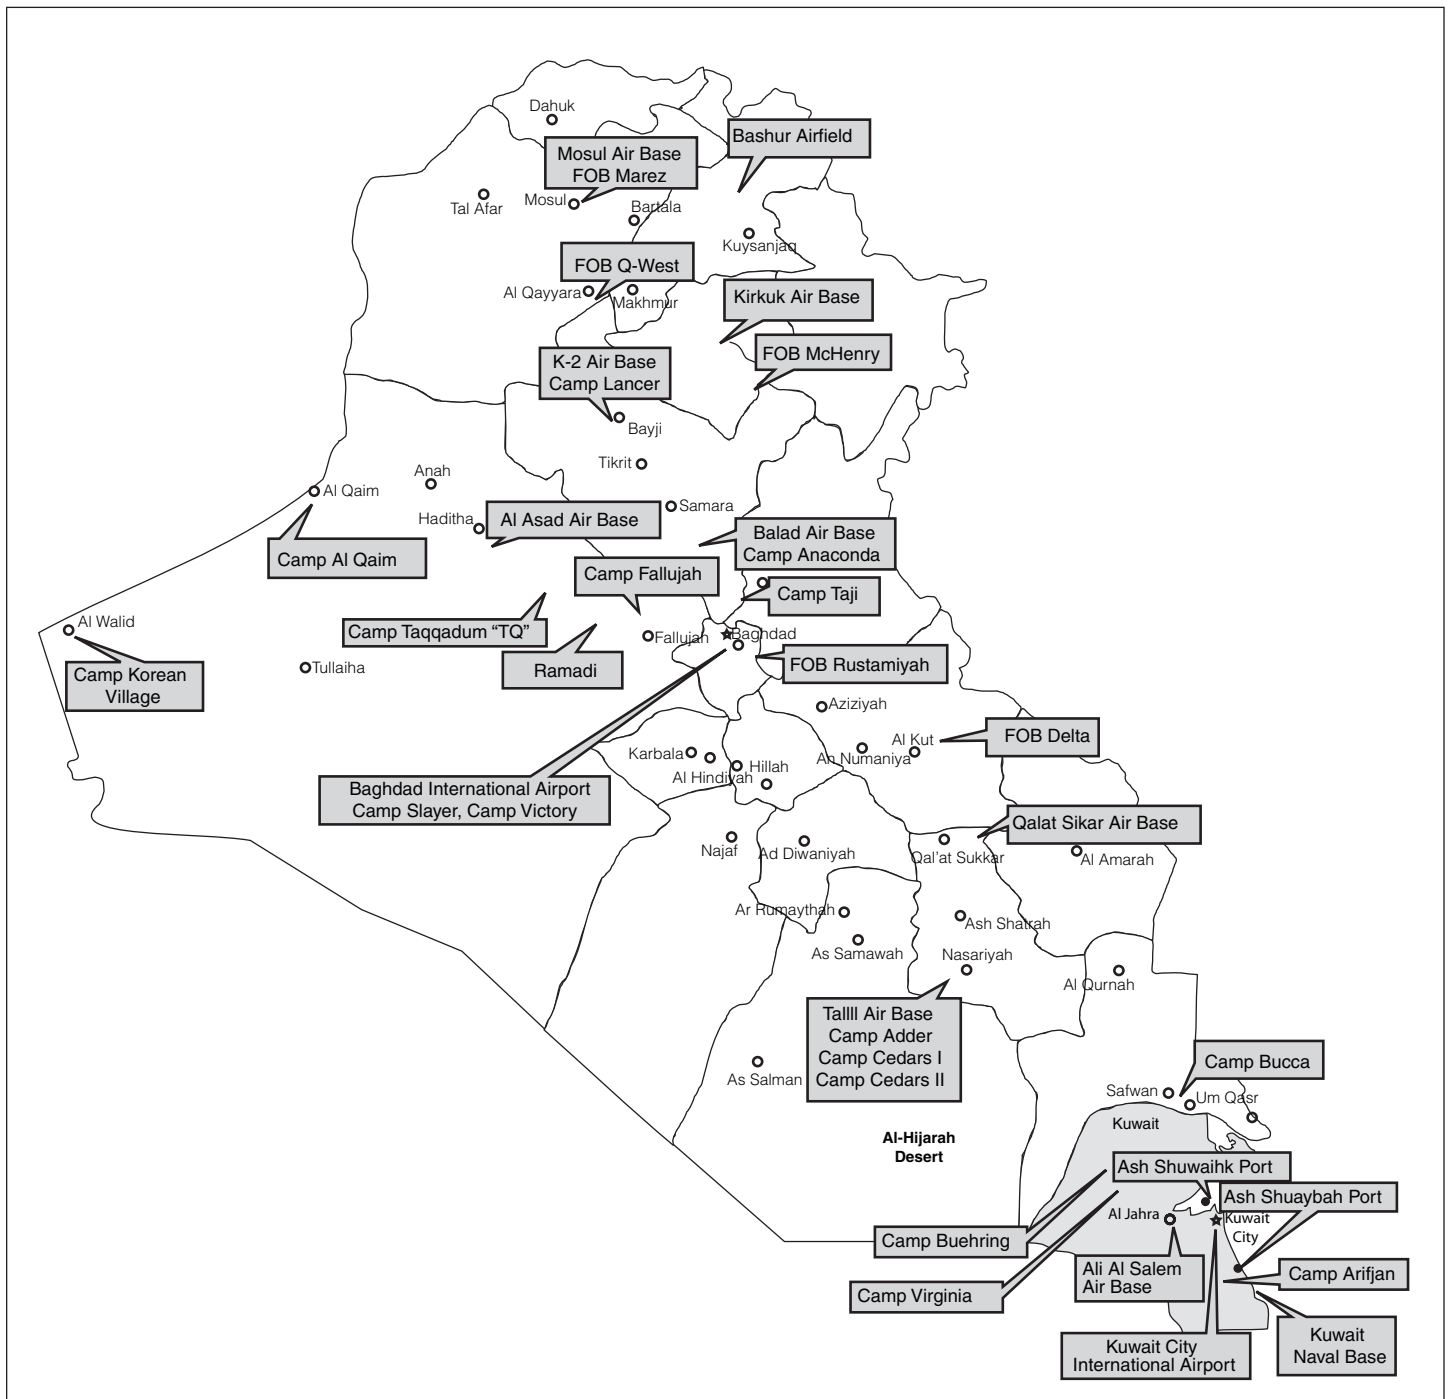 Dahuk
Bashur Airfield
Mosul Air Base
FOB Marez
Tal Afar
Mosul
Bartala
Kuysanjaq
FOB Q-West
Al Qayyara
Makhmur
Kirkuk Air Base
FOB McHenry
K-2 Air Base
Camp Lancer
Bayji
Tikrit
Anah
Al Qaim
Samara
Haditha
Al Asad Air Base
Balad Air Base
Camp Anaconda
Camp Al Qaim
Camp Fallujah
Camp Taji
Al Walid
Camp Taqqadum “TQ”
Fallujah
Baghdad
Camp Korean
Village
Tullaiha
Ramadi
FOB Rustamiyah
Aziziyah
Al Kut
FOB Delta
Karbala
Al Hindiyah
Hillah
An Numaniya
Baghdad International Airport
Camp Slayer, Camp Victory
Qalat Sikar Air Base
Najaf
Ad Diwaniyah
Qal’at Sukkar
Al Amarah
Ar Rumaythah
Ash Shatrah
As Samawah
Nasariyah
Al Qurnah
Tallll Air Base
Camp Adder
Camp Cedars I
Camp Cedars II
As Salman
Camp Bucca
Safwan
Um Qasr
Kuwait
Al-Hijarah
Desert
Ash Shuwaihk Port
Ash Shuaybah Port
Al Jahra
Kuwait
City
Camp Buehring
Ali Al Salem
Air Base
Camp Arifjan
Camp Virginia
Kuwait City
International Airport
Kuwait
Naval Base